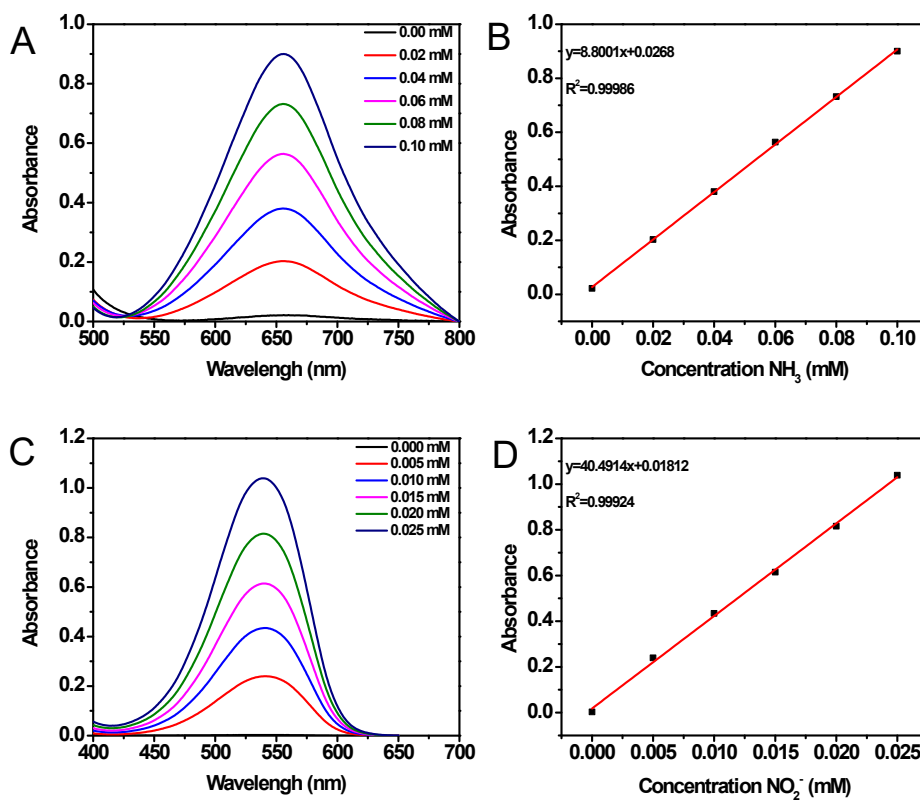 A
0.00 mM
0.02 mM
0.04 mM
0.06 mM
0.08 mM
0.10 mM
1.0
0.8
0.6
0.4
0.2
0.0
Absorbance
500 550 600 650 700 750 800
Wavelengh (nm)
B
y=8.8001x+0.0268
R²=0.99986
1.0
0.8
0.6
0.4
0.2
0.0
Absorbance
0.00 0.02 0.04 0.06 0.08 0.10
Concentration NH₃ (mM)
C
0.000 mM
0.005 mM
0.010 mM
0.015 mM
0.020 mM
0.025 mM
1.2
1.0
0.8
0.6
0.4
0.2
0.0
Absorbance
400 450 500 550 600 650 700
Wavelengh (nm)
D
y=40.4914x+0.01812
R²=0.99924
1.2
1.0
0.8
0.6
0.4
0.2
0.0
Absorbance
0.000 0.005 0.010 0.015 0.020 0.025
Concentration NO₂⁻ (mM)